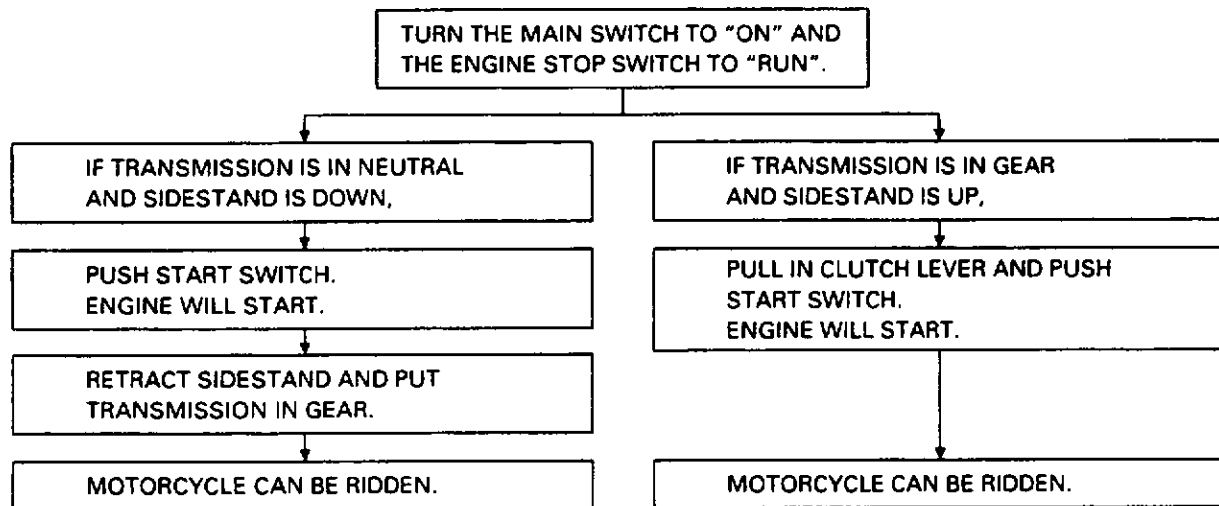 TURN THE MAIN SWITCH TO “ON” AND
THE ENGINE STOP SWITCH TO “RUN”.
IF TRANSMISSION IS IN NEUTRAL
AND SIDESTAND IS DOWN,
PUSH START SWITCH.
ENGINE WILL START.
RETRACT SIDESTAND AND PUT
TRANSMISSION IN GEAR.
MOTORCYCLE CAN BE RIDDEN.
IF TRANSMISSION IS IN GEAR
AND SIDESTAND IS UP,
PULL IN CLUTCH LEVER AND PUSH
START SWITCH.
ENGINE WILL START.
MOTORCYCLE CAN BE RIDDEN.